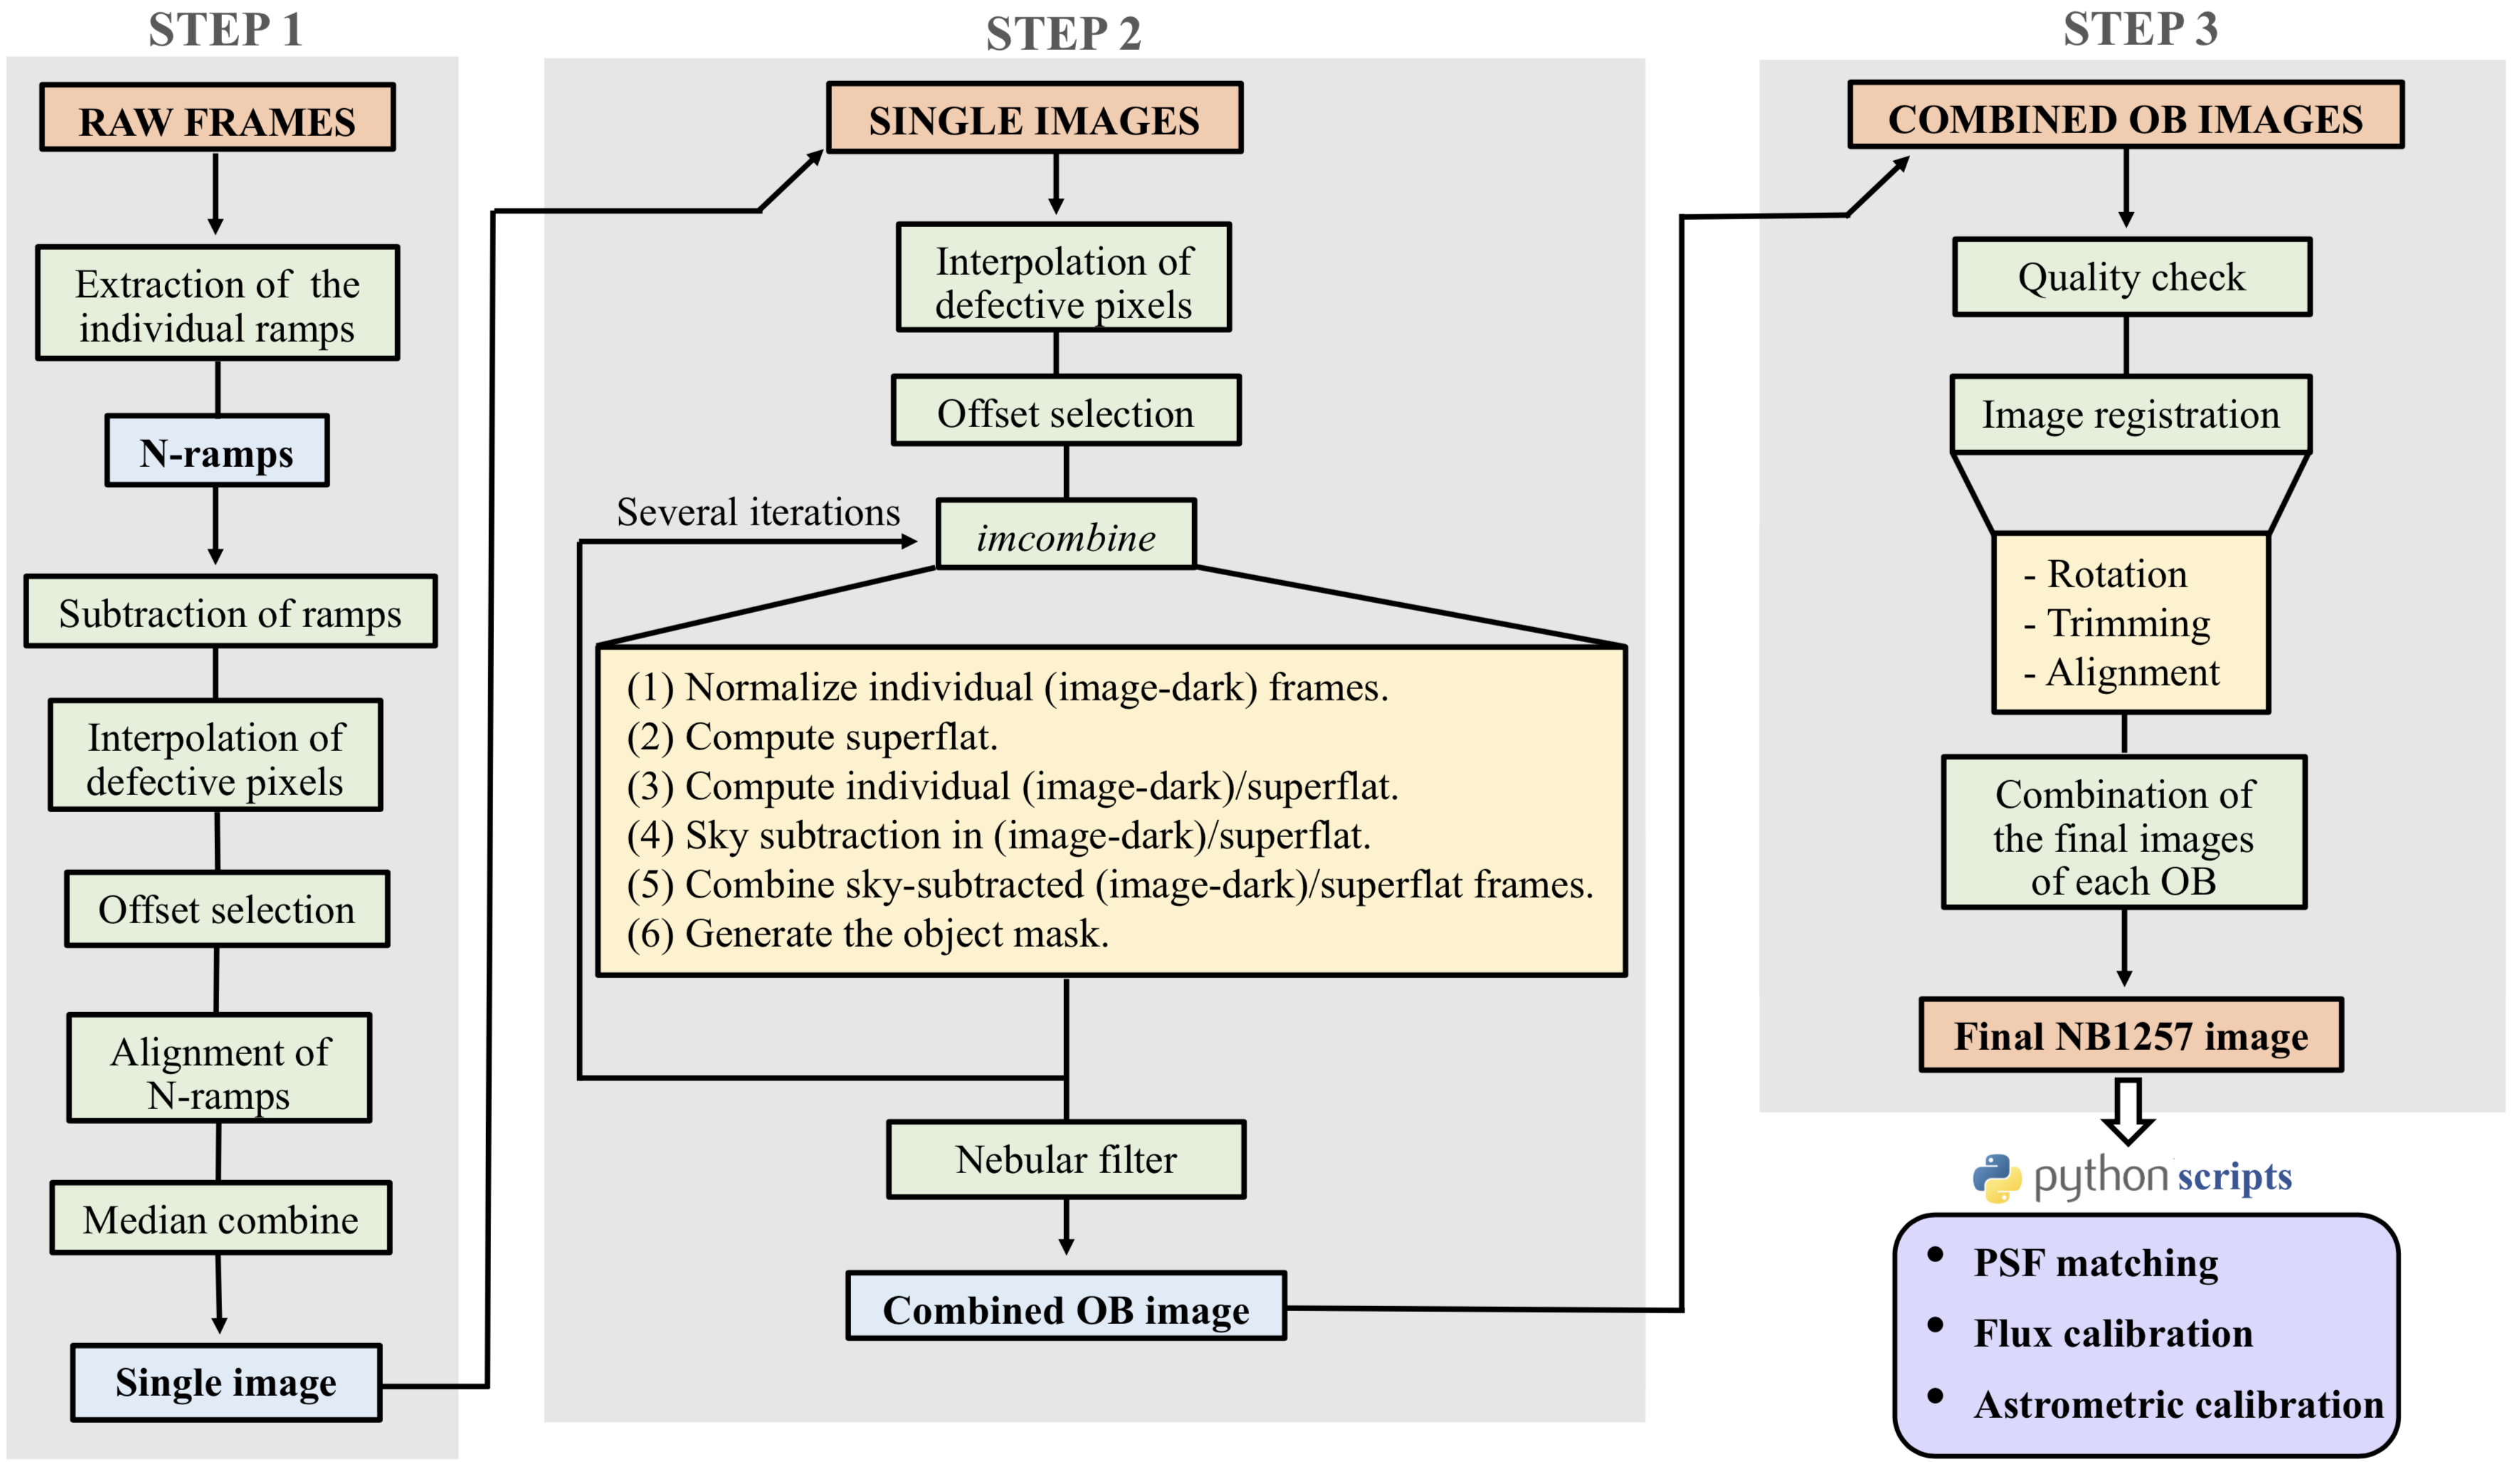 STEP 1
RAW FRAMES
Extraction of the
individual ramps
N-ramps
Subtraction of ramps
Interpolation of
defective pixels
Offset selection
Alignment of
N-ramps
Median combine
Single image
STEP 2
SINGLE IMAGES
Interpolation of
defective pixels
Offset selection
Several iterations
imcombine
(1) Normalize individual (image-dark) frames.
(2) Compute superflat.
(3) Compute individual (image-dark)/superflat.
(4) Sky subtraction in (image-dark)/superflat.
(5) Combine sky-subtracted (image-dark)/superflat frames.
(6) Generate the object mask.
Nebular filter
Combined OB image
STEP 3
COMBINED OB IMAGES
Quality check
Image registration
- Rotation
- Trimming
- Alignment
Combination of
the final images
of each OB
Final NB1257 image
python scripts
• PSF matching
• Flux calibration
• Astrometric calibration